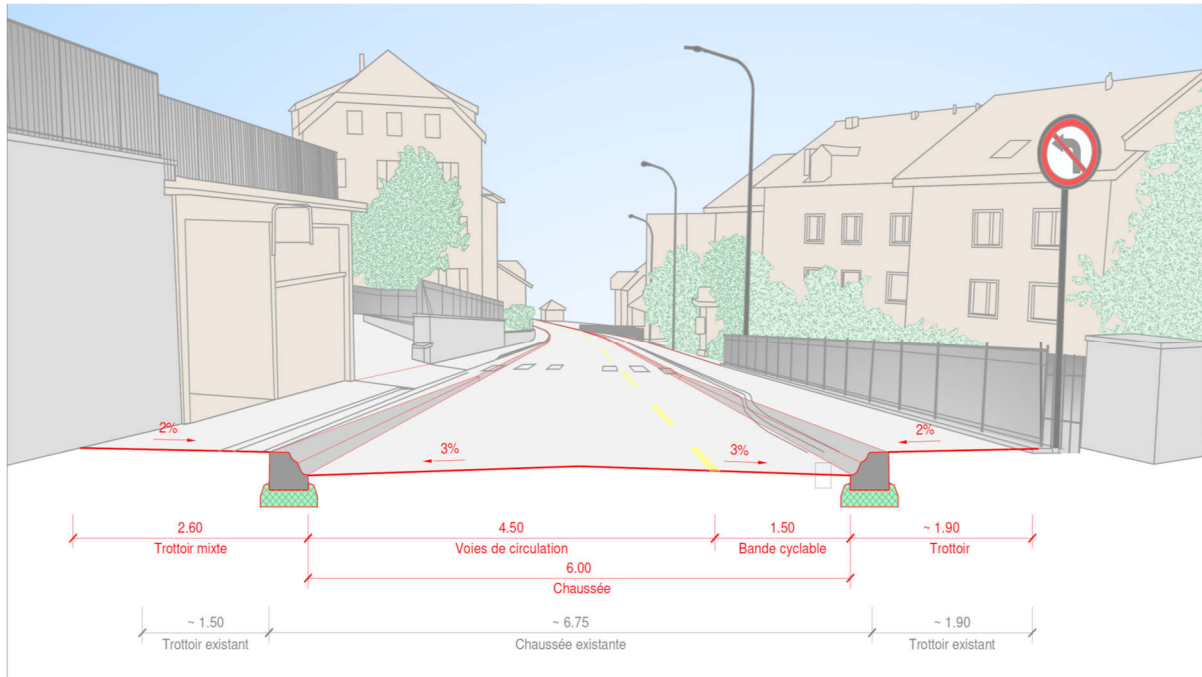 2%
3%
3%
2%
2.60
4.50
1.50
~ 1.90
Trottoir mixte
Voies de circulation
Bande cyclable
Trottoir
6.00
Chaussée
~ 1.50
~ 6.75
~ 1.90
Trottoir existant
Chaussée existante
Trottoir existant